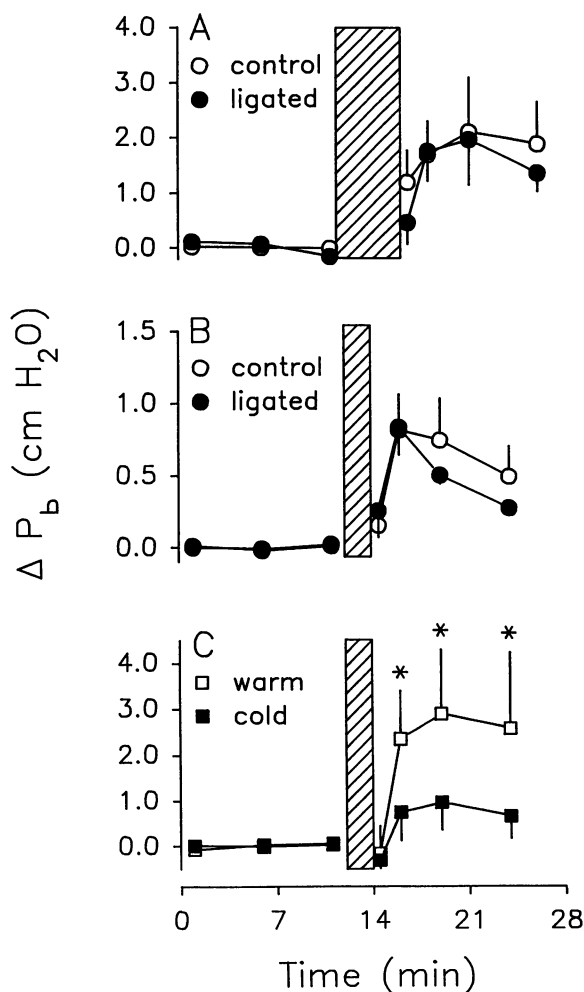 A
4.0
control
3.0
ligated
2.0
1.0
0.0
B
1.5
control
1.0
ligated
0.5
0.0
Δ P_b (cm H₂O)
C
4.0
warm
3.0
cold
2.0
1.0
0.0
* * *
0 7 14 21 28
Time (min)